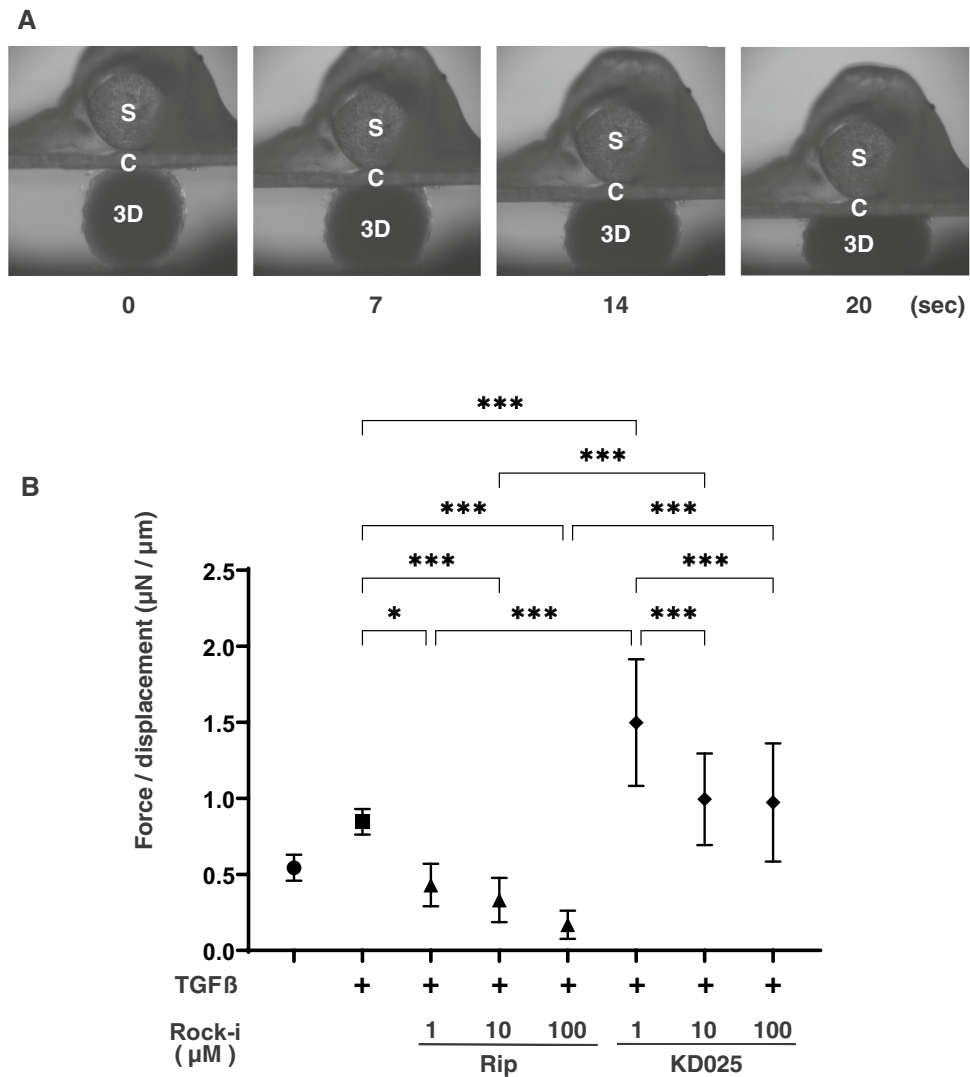 A
S
C
3D
S
C
3D
S
C
3D
S
C
3D
0 7 14 20 (sec)
***
***
B
*** ***
*** ***
* *** ***
Force / displacement (µN / µm)
2.5
2.0
1.5
1.0
0.5
0.0
TGFß + + + + + + +
Rock-i 1 10 100 1 10 100
( µM )
Rip KD025